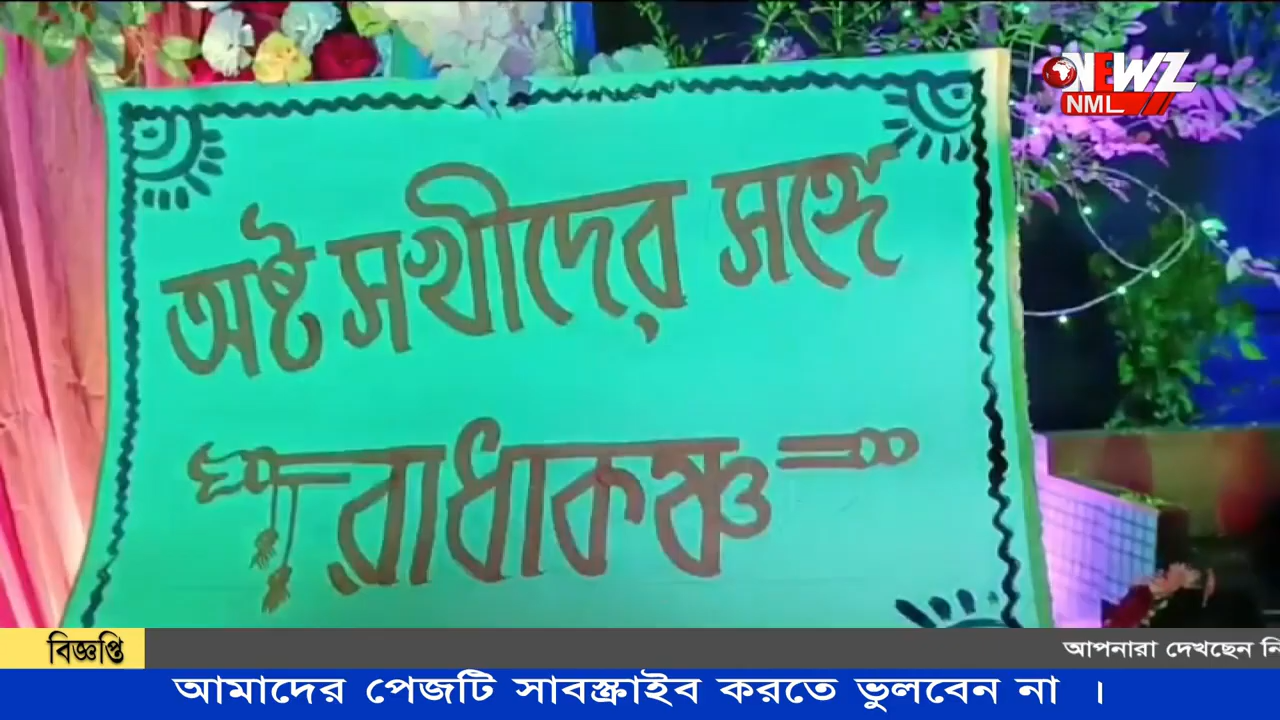 NEWZ
NML
অষ্ট সখীদের সঙ্গে
রাধাকৃষ্ণ
বিজ্ঞপ্তি
আপনারা দেখছেন নি
আমাদের পেজটি সাবস্ক্রাইব করতে ভুলবেন না ।